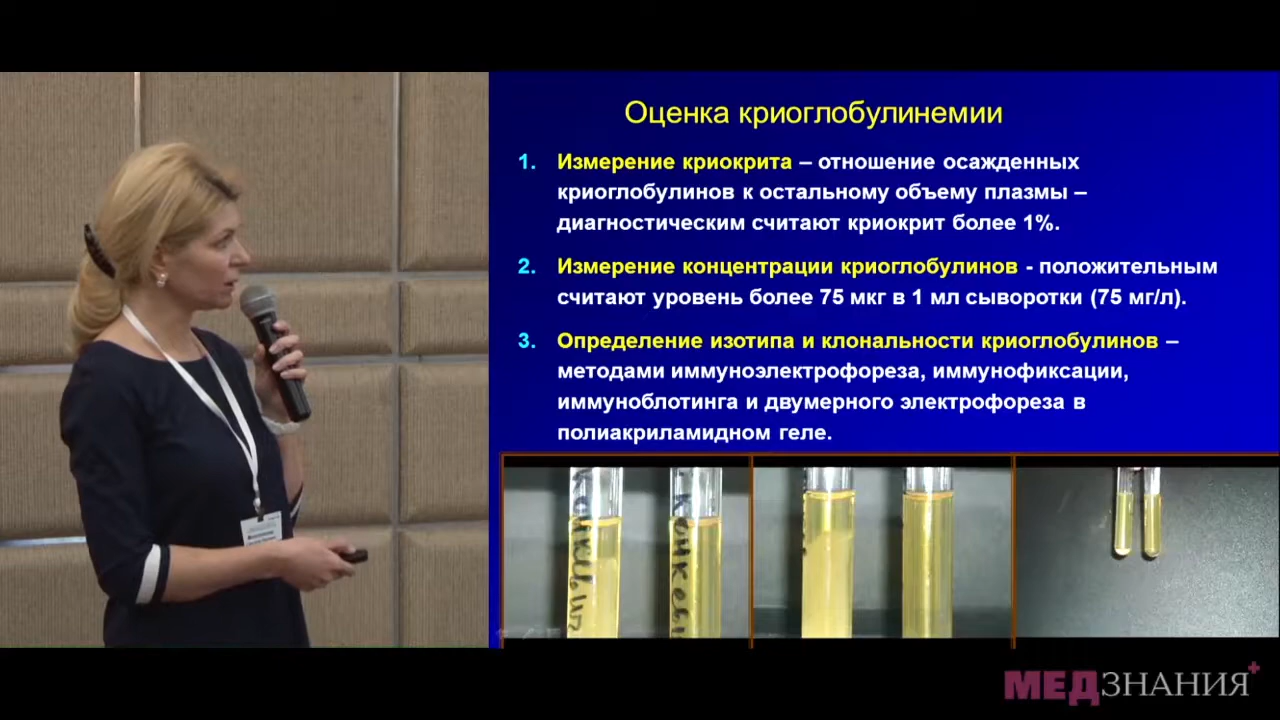 Оценка криоглобулинемии
1. Измерение криокрита – отношение осажденных
криоглобулинов к остальному объему плазмы –
диагностическим считают криокрит более 1%.
2. Измерение концентрации криоглобулинов - положительным
считают уровень более 75 мкг в 1 мл сыворотки (75 мг/л).
3. Определение изотипа и клональности криоглобулинов –
методами иммуноэлектрофореза, иммунофиксации,
иммуноблотинга и двумерного электрофореза в
полиакриламидном геле.
МЕДЗНАНИЯ+